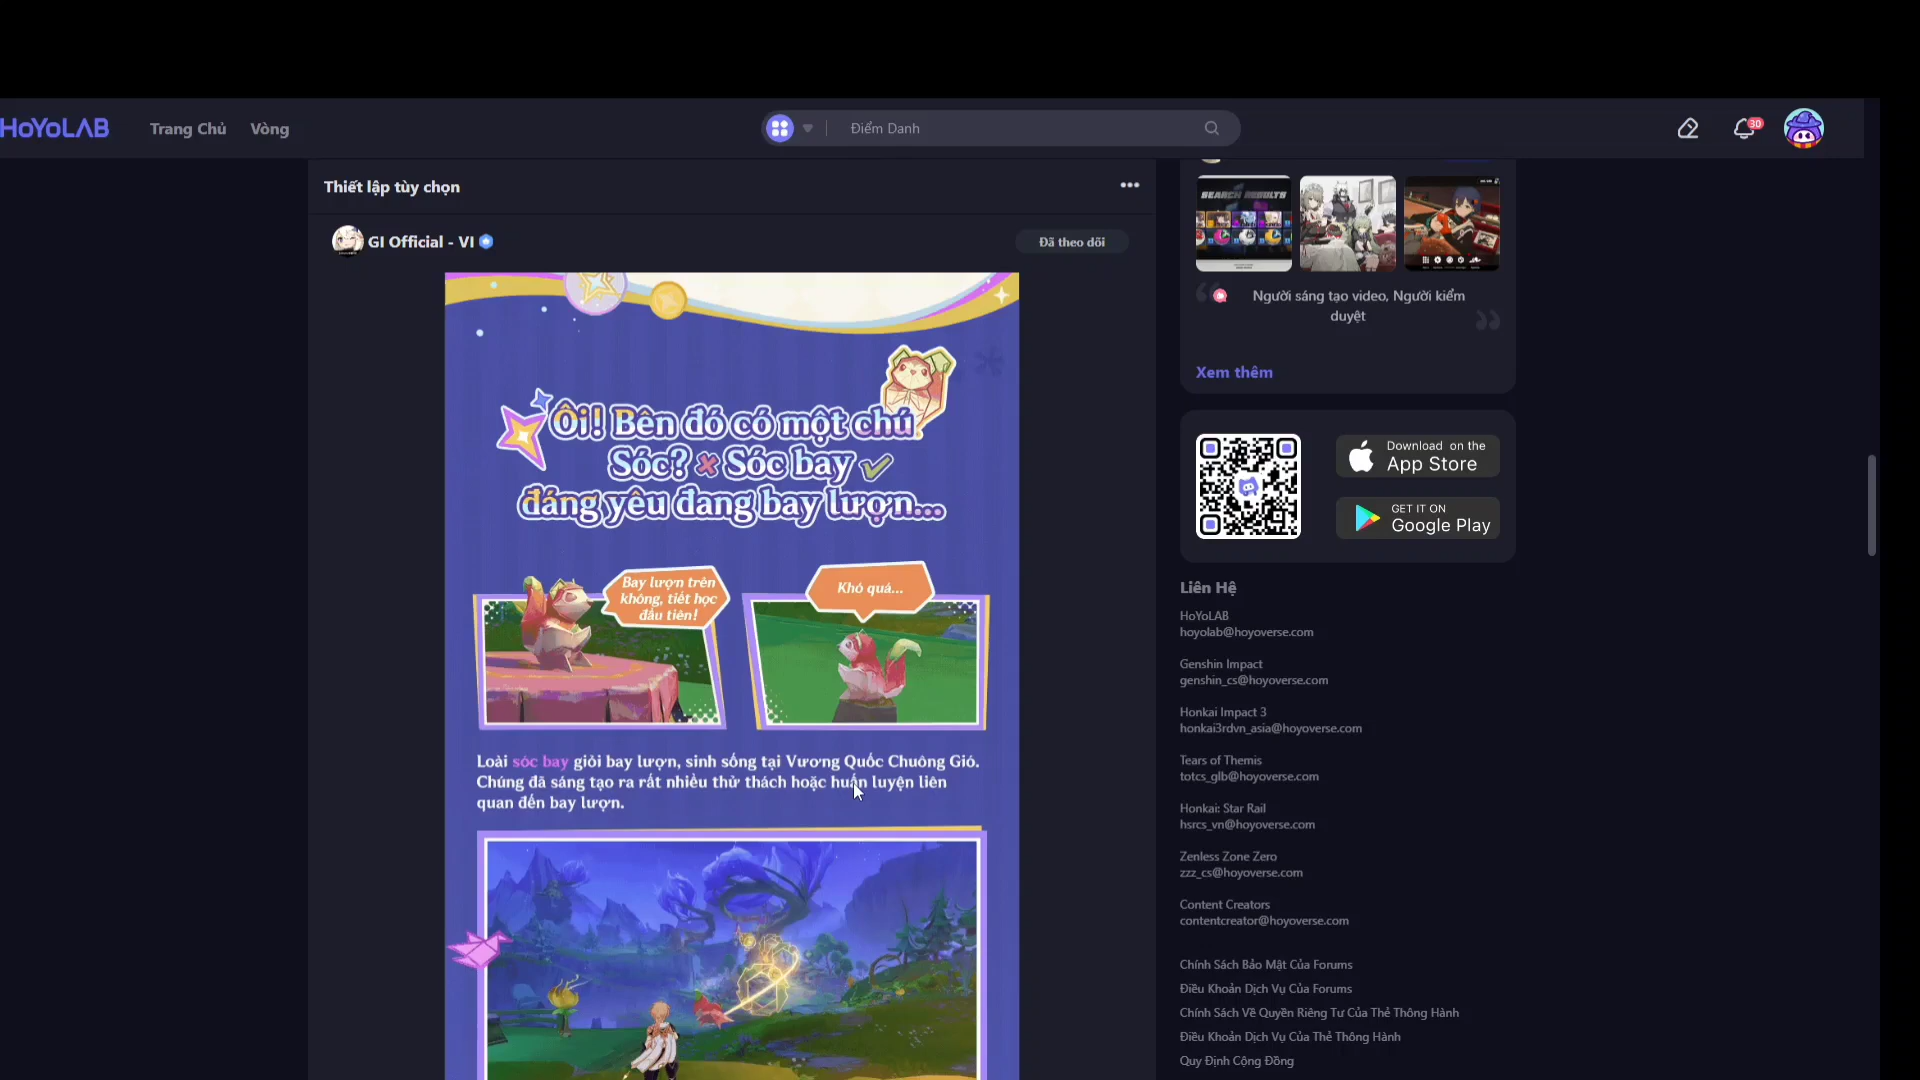 HoYoLAB
Trang Chủ
Vòng
Điểm Danh
30
Thiết lập tùy chọn
GI Official - VI
Đã theo dõi
Ôi! Bên đó có một chú
Sóc? Sóc bay
đáng yêu đang bay lượn...
Bay lượn trên
không, tiết học
đầu tiên!
Khó quá...
Loài sóc bay giỏi bay lượn, sinh sống tại Vương Quốc Chuông Gió.
Chúng đã sáng tạo ra rất nhiều thử thách hoặc huấn luyện liên
quan đến bay lượn.
SEARCH RESULTS
Người sáng tạo video, Người kiểm
duyệt
Xem thêm
Download on the
App Store
GET IT ON
Google Play
Liên Hệ
HoYoLAB
hoyolab@hoyoverse.com
Genshin Impact
genshin_cs@hoyoverse.com
Honkai Impact 3
honkai3rdvn_asia@hoyoverse.com
Tears of Themis
totcs_glb@hoyoverse.com
Honkai: Star Rail
hsrcs_vn@hoyoverse.com
Zenless Zone Zero
zzz_cs@hoyoverse.com
Content Creators
contentcreator@hoyoverse.com
Chính Sách Bảo Mật Của Forums
Điều Khoản Dịch Vụ Của Forums
Chính Sách Về Quyền Riêng Tư Của Thẻ Thông Hành
Điều Khoản Dịch Vụ Của Thẻ Thông Hành
Quy Định Cộng Đồng